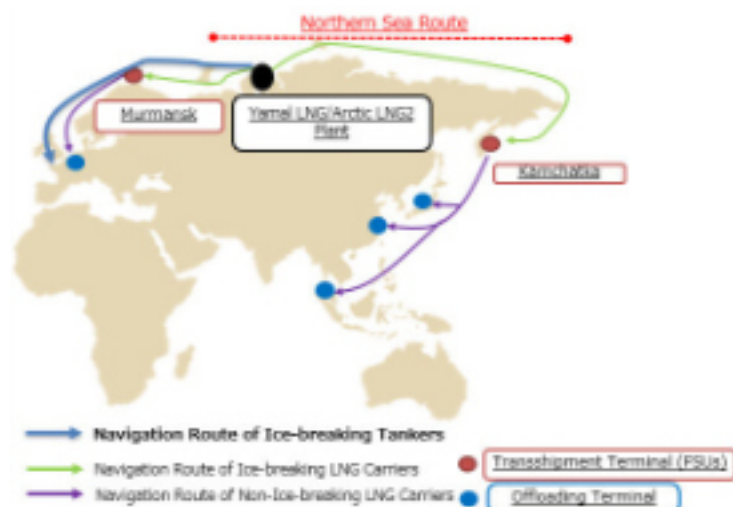 Northern Sea Route
Murmansk
Yamal LNG/Arctic LNG2
Plant
Kamchatka
Navigation Route of Ice-breaking Tankers
Navigation Route of Ice-breaking LNG Carriers
Navigation Route of Non-Ice-breaking LNG Carriers
Transshipment Terminal (FSUs)
Offloading Terminal